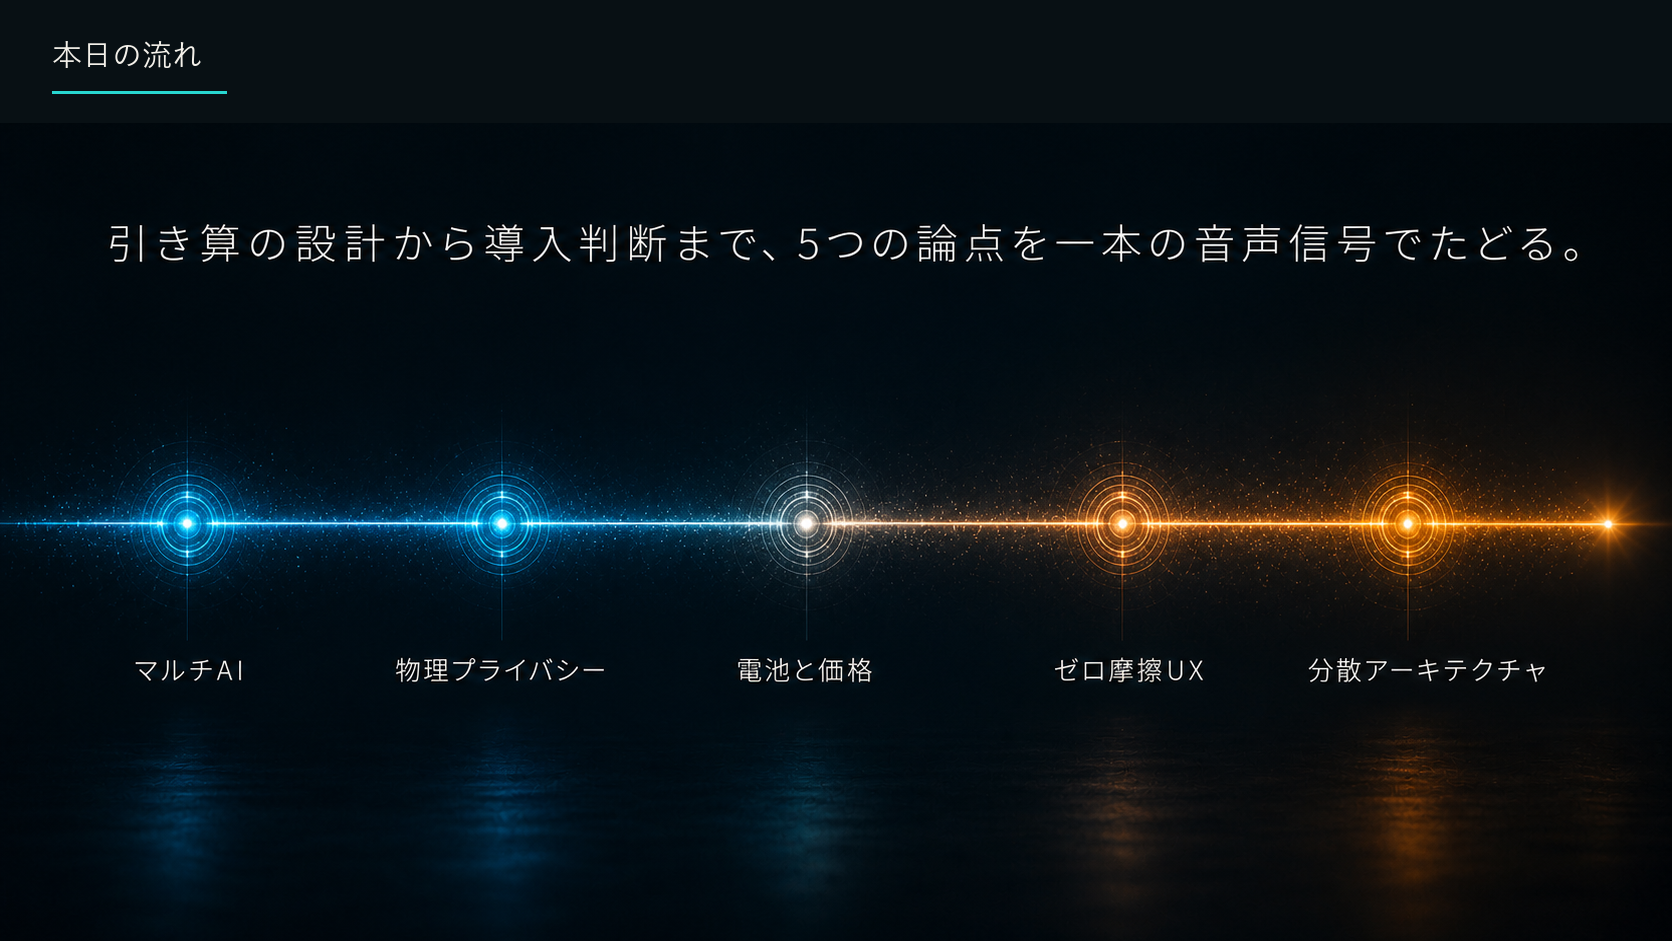 本日の流れ
引き算の設計から導入判断まで、5つの論点を一本の音声信号でたどる。
マルチAI
物理プライバシー
電池と価格
ゼロ摩擦UX
分散アーキテクチャ